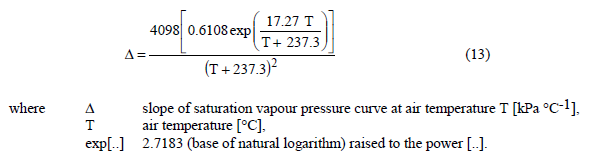 Δ = 4098[0.6108 exp(17.27 T / T + 237.3)] / (T + 237.3)² (13)
where Δ slope of saturation vapour pressure curve at air temperature T [kPa °C⁻¹],
T air temperature [°C],
exp[..] 2.7183 (base of natural logarithm) raised to the power [..].